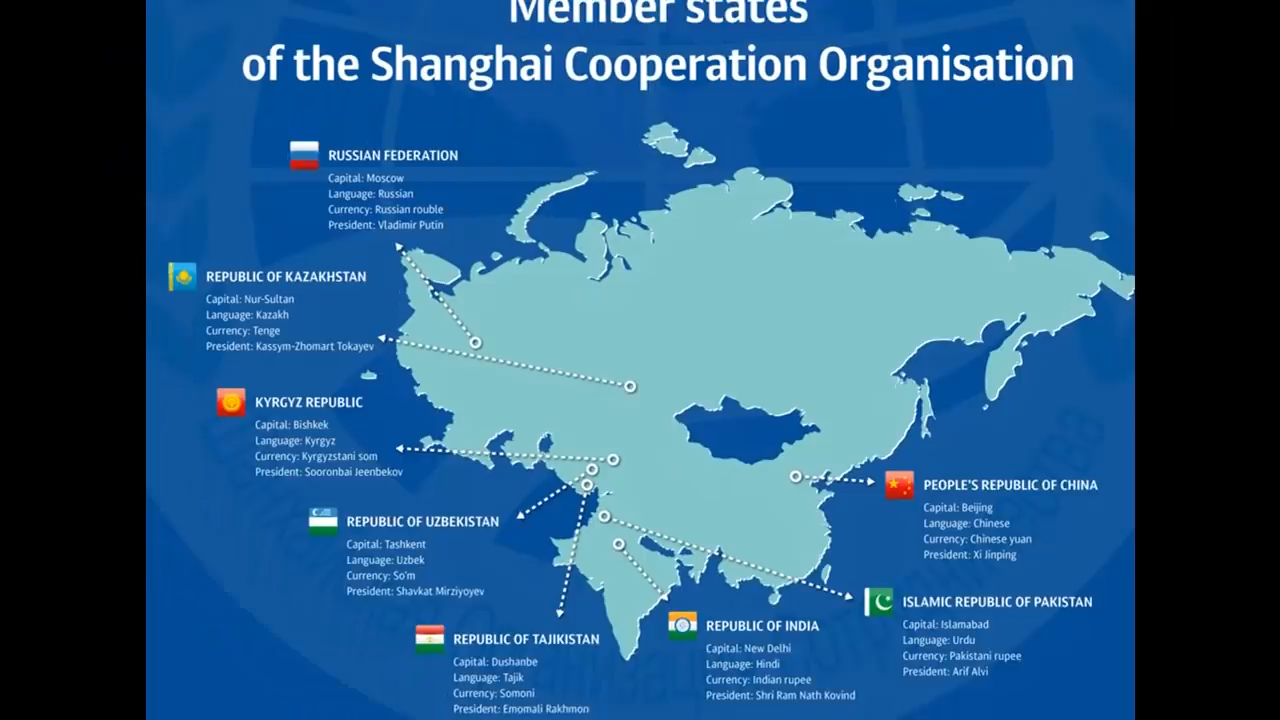 Member states
of the Shanghai Cooperation Organisation
RUSSIAN FEDERATION
Capital: Moscow
Language: Russian
Currency: Russian rouble
President: Vladimir Putin
REPUBLIC OF KAZAKHSTAN
Capital: Nur-Sultan
Language: Kazakh
Currency: Tenge
President: Kassym-Zhomart Tokayev
KYRGYZ REPUBLIC
Capital: Bishkek
Language: Kyrgyz
Currency: Kyrgyzstani som
President: Sooronbai Jeenbekov
REPUBLIC OF UZBEKISTAN
Capital: Tashkent
Language: Uzbek
Currency: So'm
President: Shavkat Mirziyoyev
REPUBLIC OF TAJIKISTAN
Capital: Dushanbe
Language: Tajik
Currency: Somoni
President: Emomali Rakhmon
REPUBLIC OF INDIA
Capital: New Delhi
Language: Hindi
Currency: Indian rupee
President: Shri Ram Nath Kovind
PEOPLE'S REPUBLIC OF CHINA
Capital: Beijing
Language: Chinese
Currency: Chinese yuan
President: Xi Jinping
ISLAMIC REPUBLIC OF PAKISTAN
Capital: Islamabad
Language: Urdu
Currency: Pakistani rupee
President: Arif Alvi